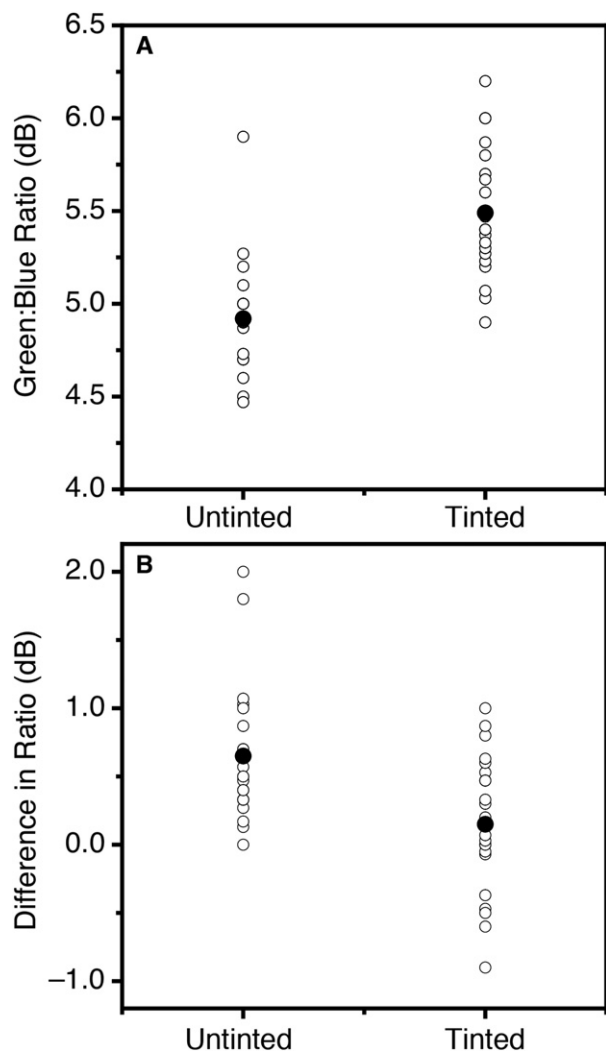 A
Green:Blue Ratio (dB)
6.5
6.0
5.5
5.0
4.5
4.0
Untinted Tinted
B
Difference in Ratio (dB)
2.0
1.0
0.0
−1.0
Untinted Tinted